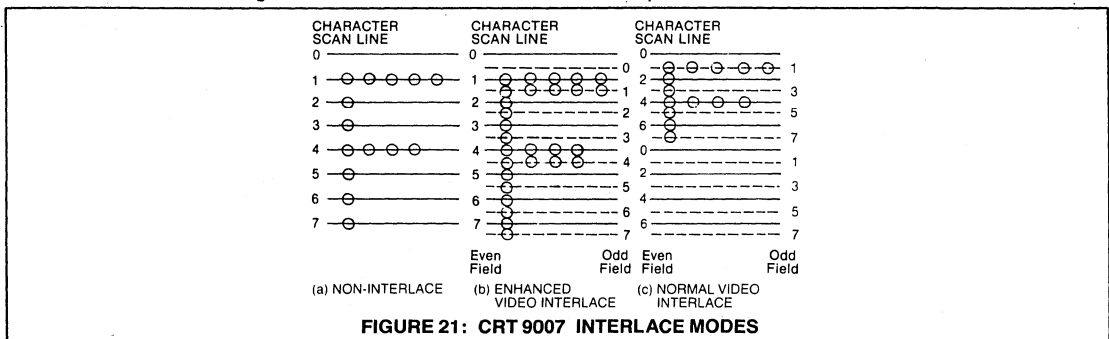 CHARACTER
SCAN LINE
0
1
2
3
4
5
6
7
CHARACTER
SCAN LINE
0
0
1
1
2
2
3
3
4
4
5
5
6
6
7
7
Even
Field
Odd
Field
CHARACTER
SCAN LINE
0
1
2
3
4
5
6
7
0
1
2
3
4
5
6
7
Even
Field
Odd
Field
(a) NON-INTERLACE
(b) ENHANCED
VIDEO INTERLACE
(c) NORMAL VIDEO
INTERLACE
FIGURE 21: CRT 9007 INTERLACE MODES